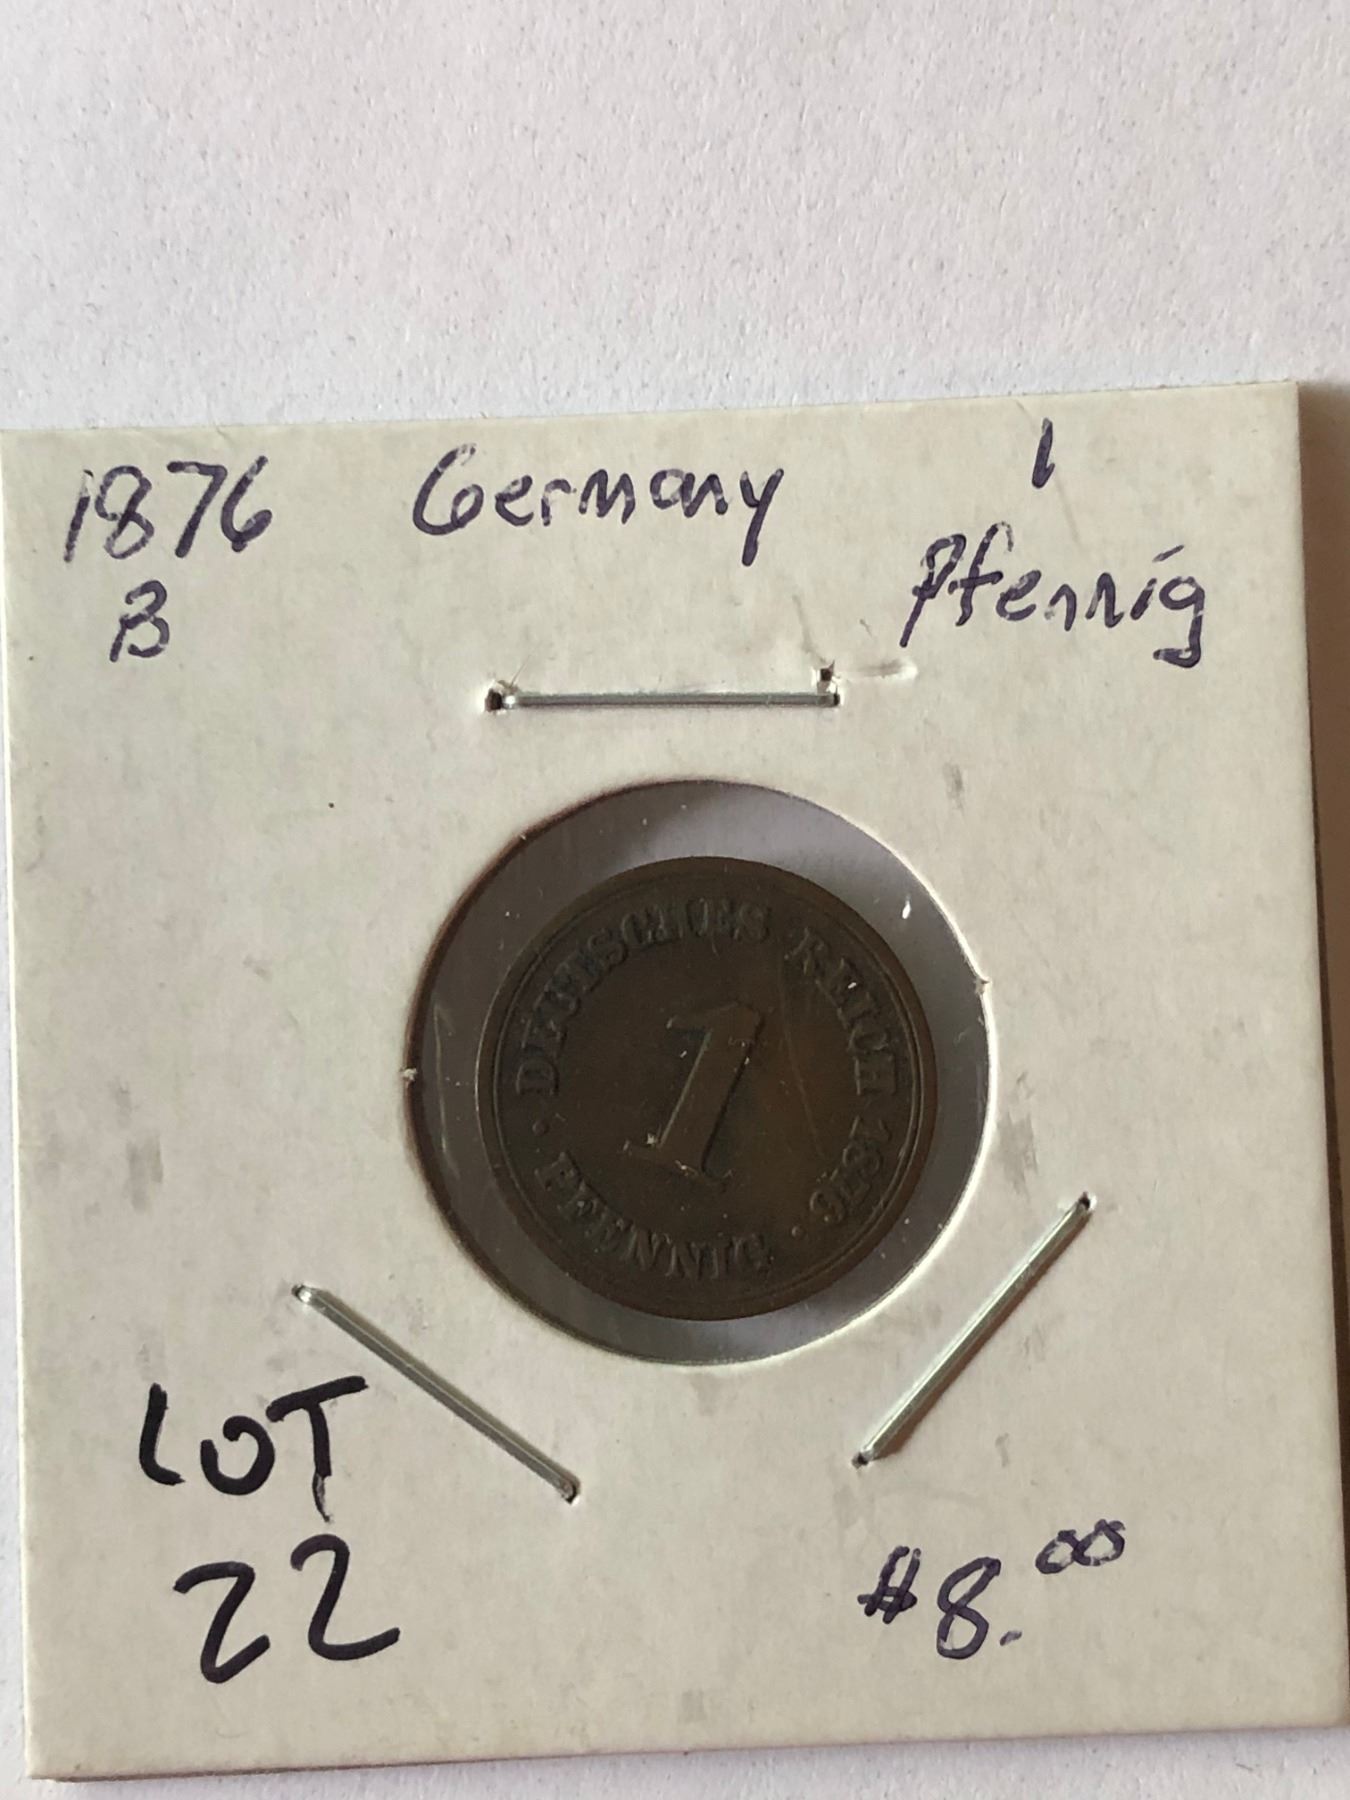 1876 Germany 1
B Pfennig
DEUTSCHES REICH 1876
1
· PFENNIG ·
LOT
22
$8.00